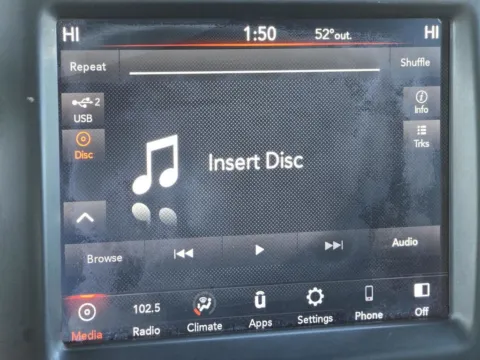 HI 1:50 52°out. HI
Repeat Shuffle
2
USB
Info
Disc
Trks
Insert Disc
Browse Audio
102.5
Media Radio Climate Apps Settings Phone Off